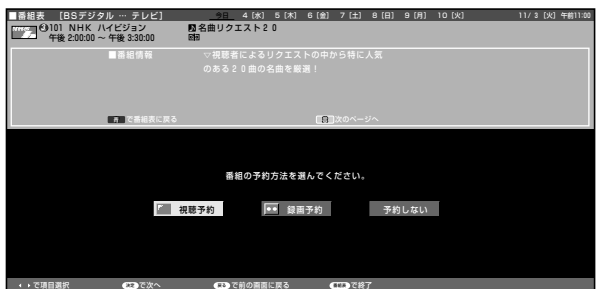 ■番組表 [BSデジタル … テレビ] 今日 4[水] 5[木] 6[金] 7[土] 8[日] 9[月] 10[火] 11/ 3 [火] 午前11:00
101 NHK ハイビジョン 名曲リクエスト20
午後 2:00:00 ~ 午後 3:30:00
■番組情報 ▽視聴者によるリクエストの中から特に人気
のある20曲の名曲を厳選!
青 で番組表に戻る 次のページへ
番組の予約方法を選んでください。
視聴予約 録画予約 予約しない
で項目選択 決定 で次へ 戻る で前の画面に戻る 番組表 で終了